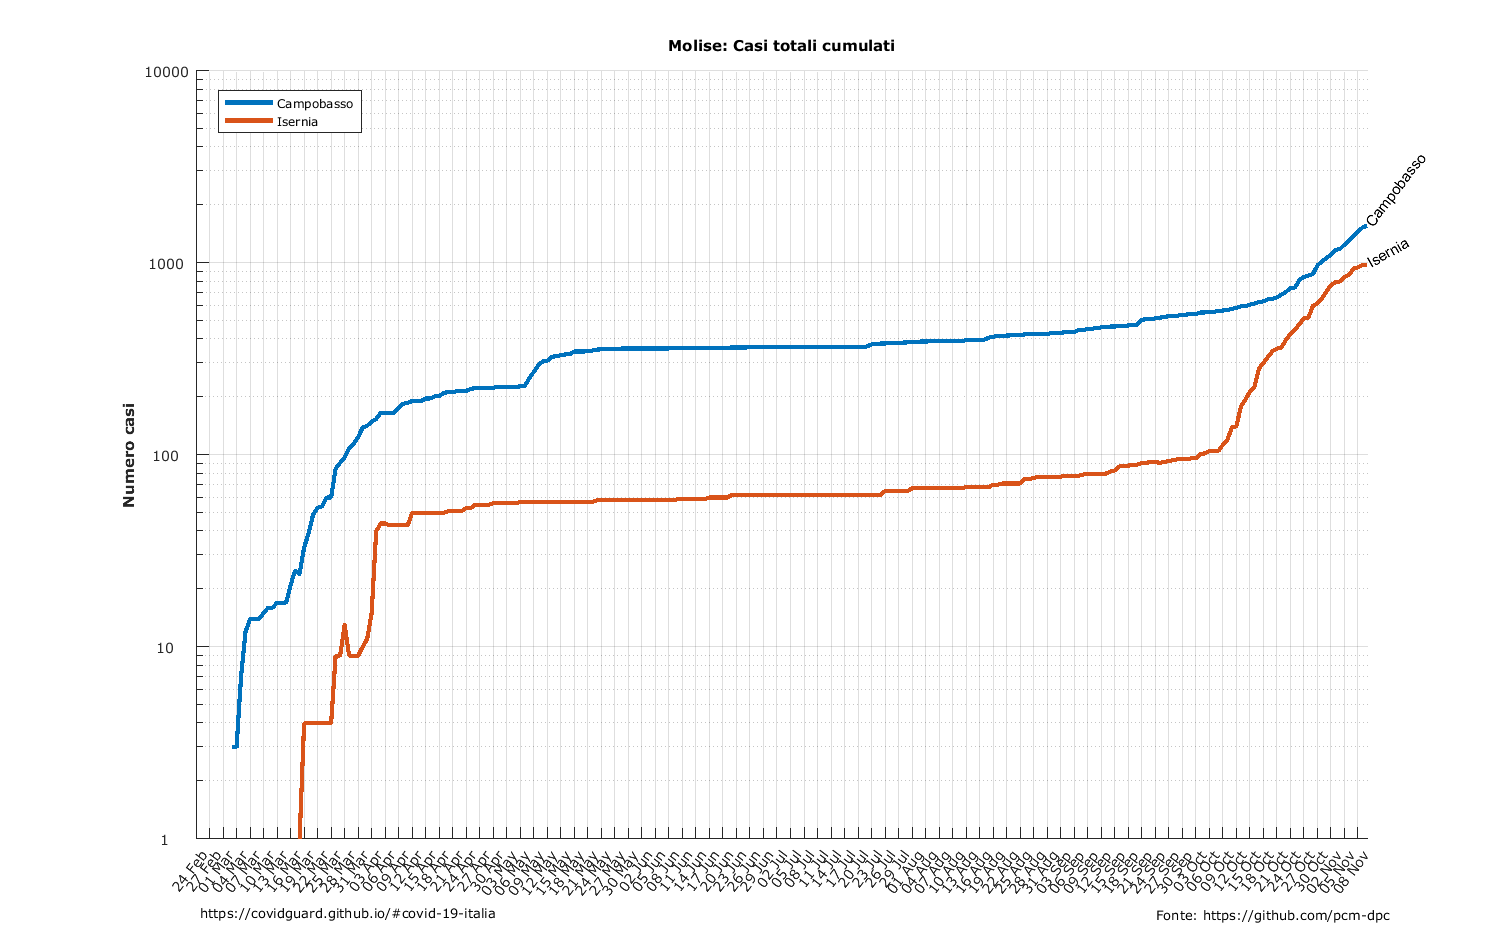 Molise: Casi totali cumulati
10000
1000
100
10
1
Numero casi
Campobasso
Isernia
Campobasso
Isernia
24 Feb
27 Feb
01 Mar
04 Mar
07 Mar
10 Mar
13 Mar
16 Mar
19 Mar
22 Mar
25 Mar
28 Mar
31 Mar
03 Apr
06 Apr
09 Apr
12 Apr
15 Apr
18 Apr
21 Apr
24 Apr
27 Apr
30 Apr
03 May
06 May
09 May
12 May
15 May
18 May
21 May
24 May
27 May
30 May
02 Jun
05 Jun
08 Jun
11 Jun
14 Jun
17 Jun
20 Jun
23 Jun
26 Jun
29 Jun
02 Jul
05 Jul
08 Jul
11 Jul
14 Jul
17 Jul
20 Jul
23 Jul
26 Jul
29 Jul
01 Aug
04 Aug
07 Aug
10 Aug
13 Aug
16 Aug
19 Aug
22 Aug
25 Aug
28 Aug
31 Aug
03 Sep
06 Sep
09 Sep
12 Sep
15 Sep
18 Sep
21 Sep
24 Sep
27 Sep
30 Sep
03 Oct
06 Oct
09 Oct
12 Oct
15 Oct
18 Oct
21 Oct
24 Oct
27 Oct
30 Oct
02 Nov
05 Nov
08 Nov
https://covidguard.github.io/#covid-19-italia
Fonte: https://github.com/pcm-dpc